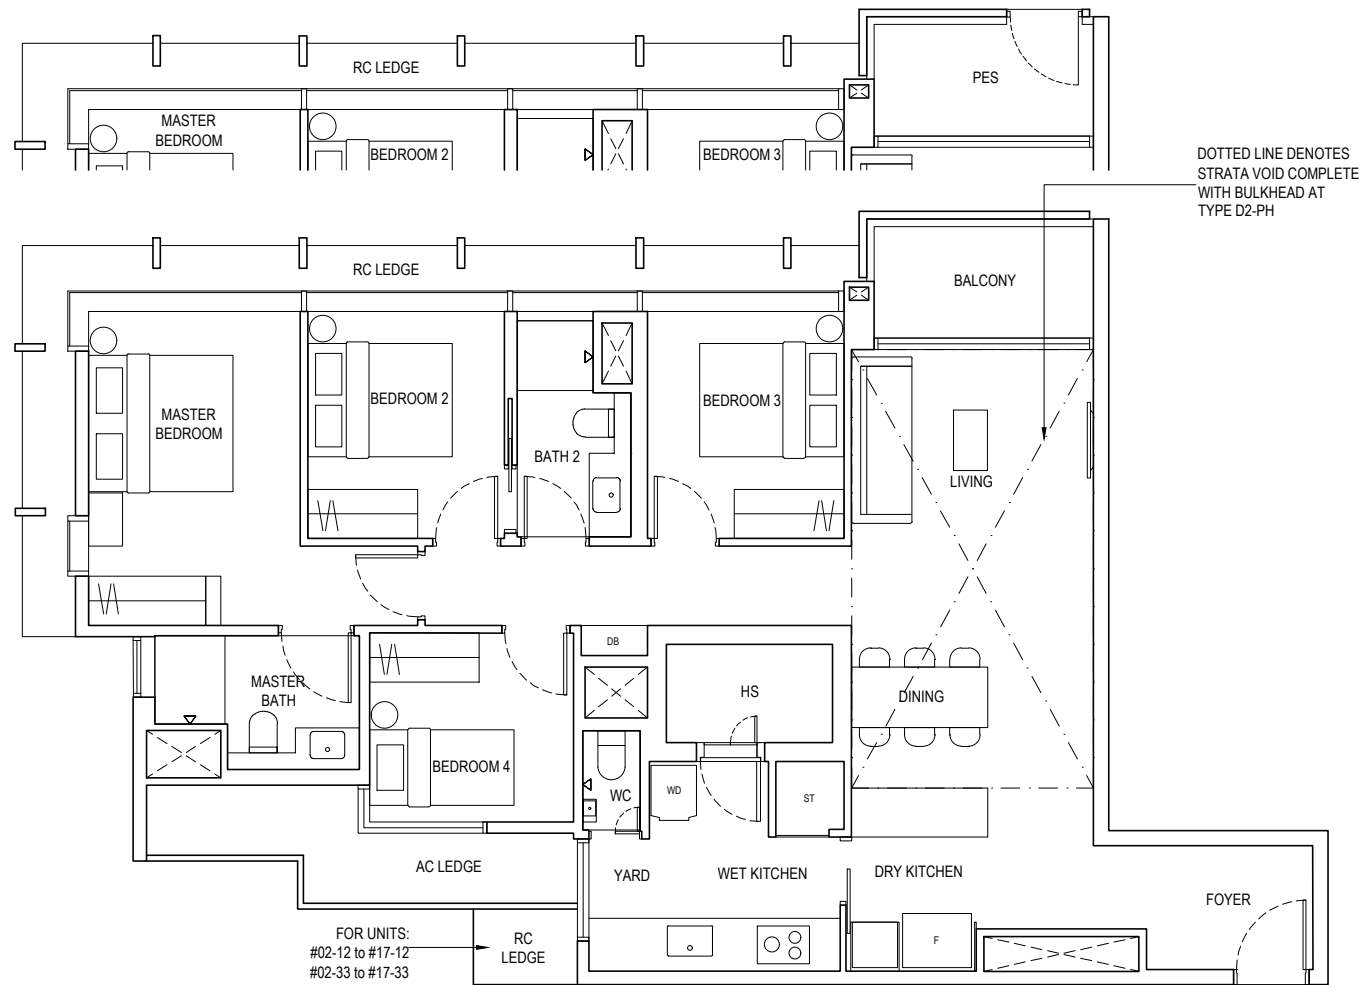 RC LEDGE
PES
MASTER
BEDROOM
BEDROOM 2
BEDROOM 3
DOTTED LINE DENOTES
STRATA VOID COMPLETE
WITH BULKHEAD AT
TYPE D2-PH
RC LEDGE
BALCONY
MASTER
BEDROOM
BEDROOM 2
BATH 2
BEDROOM 3
LIVING
DB
MASTER
BATH
HS
DINING
BEDROOM 4
WC
WD
ST
AC LEDGE
YARD
WET KITCHEN
DRY KITCHEN
FOYER
FOR UNITS:
#02-12 to #17-12
#02-33 to #17-33
RC
LEDGE
F